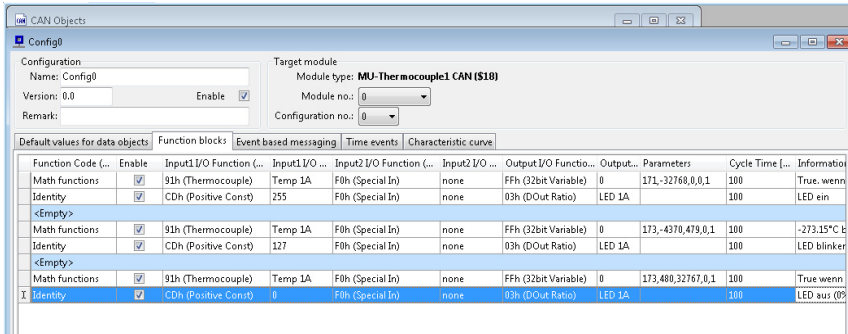 CAN CAN Objects
Config0
Configuration
Name: Config0
Version: 0.0 Enable
Remark:
Target module
Module type: MU-Thermocouple1 CAN ($18)
Module no.: 0
Configuration no.: 0
Default values for data objects Function blocks Event based messaging Time events Characteristic curve
Function Code (... Enable Input1 I/O Function (... Input1 I/O ... Input2 I/O Function (... Input2 I/O ... Output I/O Functio... Output... Parameters Cycle Time [... Information
Math functions 91h (Thermocouple) Temp 1A F0h (Special In) none FFh (32bit Variable) 0 171,-32768,0,0,1 100 True. wenn
Identity CDh (Positive Const) 255 F0h (Special In) none 03h (DOut Ratio) LED 1A 100 LED ein
<Empty>
Math functions 91h (Thermocouple) Temp 1A F0h (Special In) none FFh (32bit Variable) 0 173,-4370,479,0,1 100 -273.15°C b
Identity CDh (Positive Const) 127 F0h (Special In) none 03h (DOut Ratio) LED 1A 100 LED blinker
<Empty>
Math functions 91h (Thermocouple) Temp 1A F0h (Special In) none FFh (32bit Variable) 0 173,480,32767,0,1 100 True wenn
Identity CDh (Positive Const) 0 F0h (Special In) none 03h (DOut Ratio) LED 1A 100 LED aus (0%